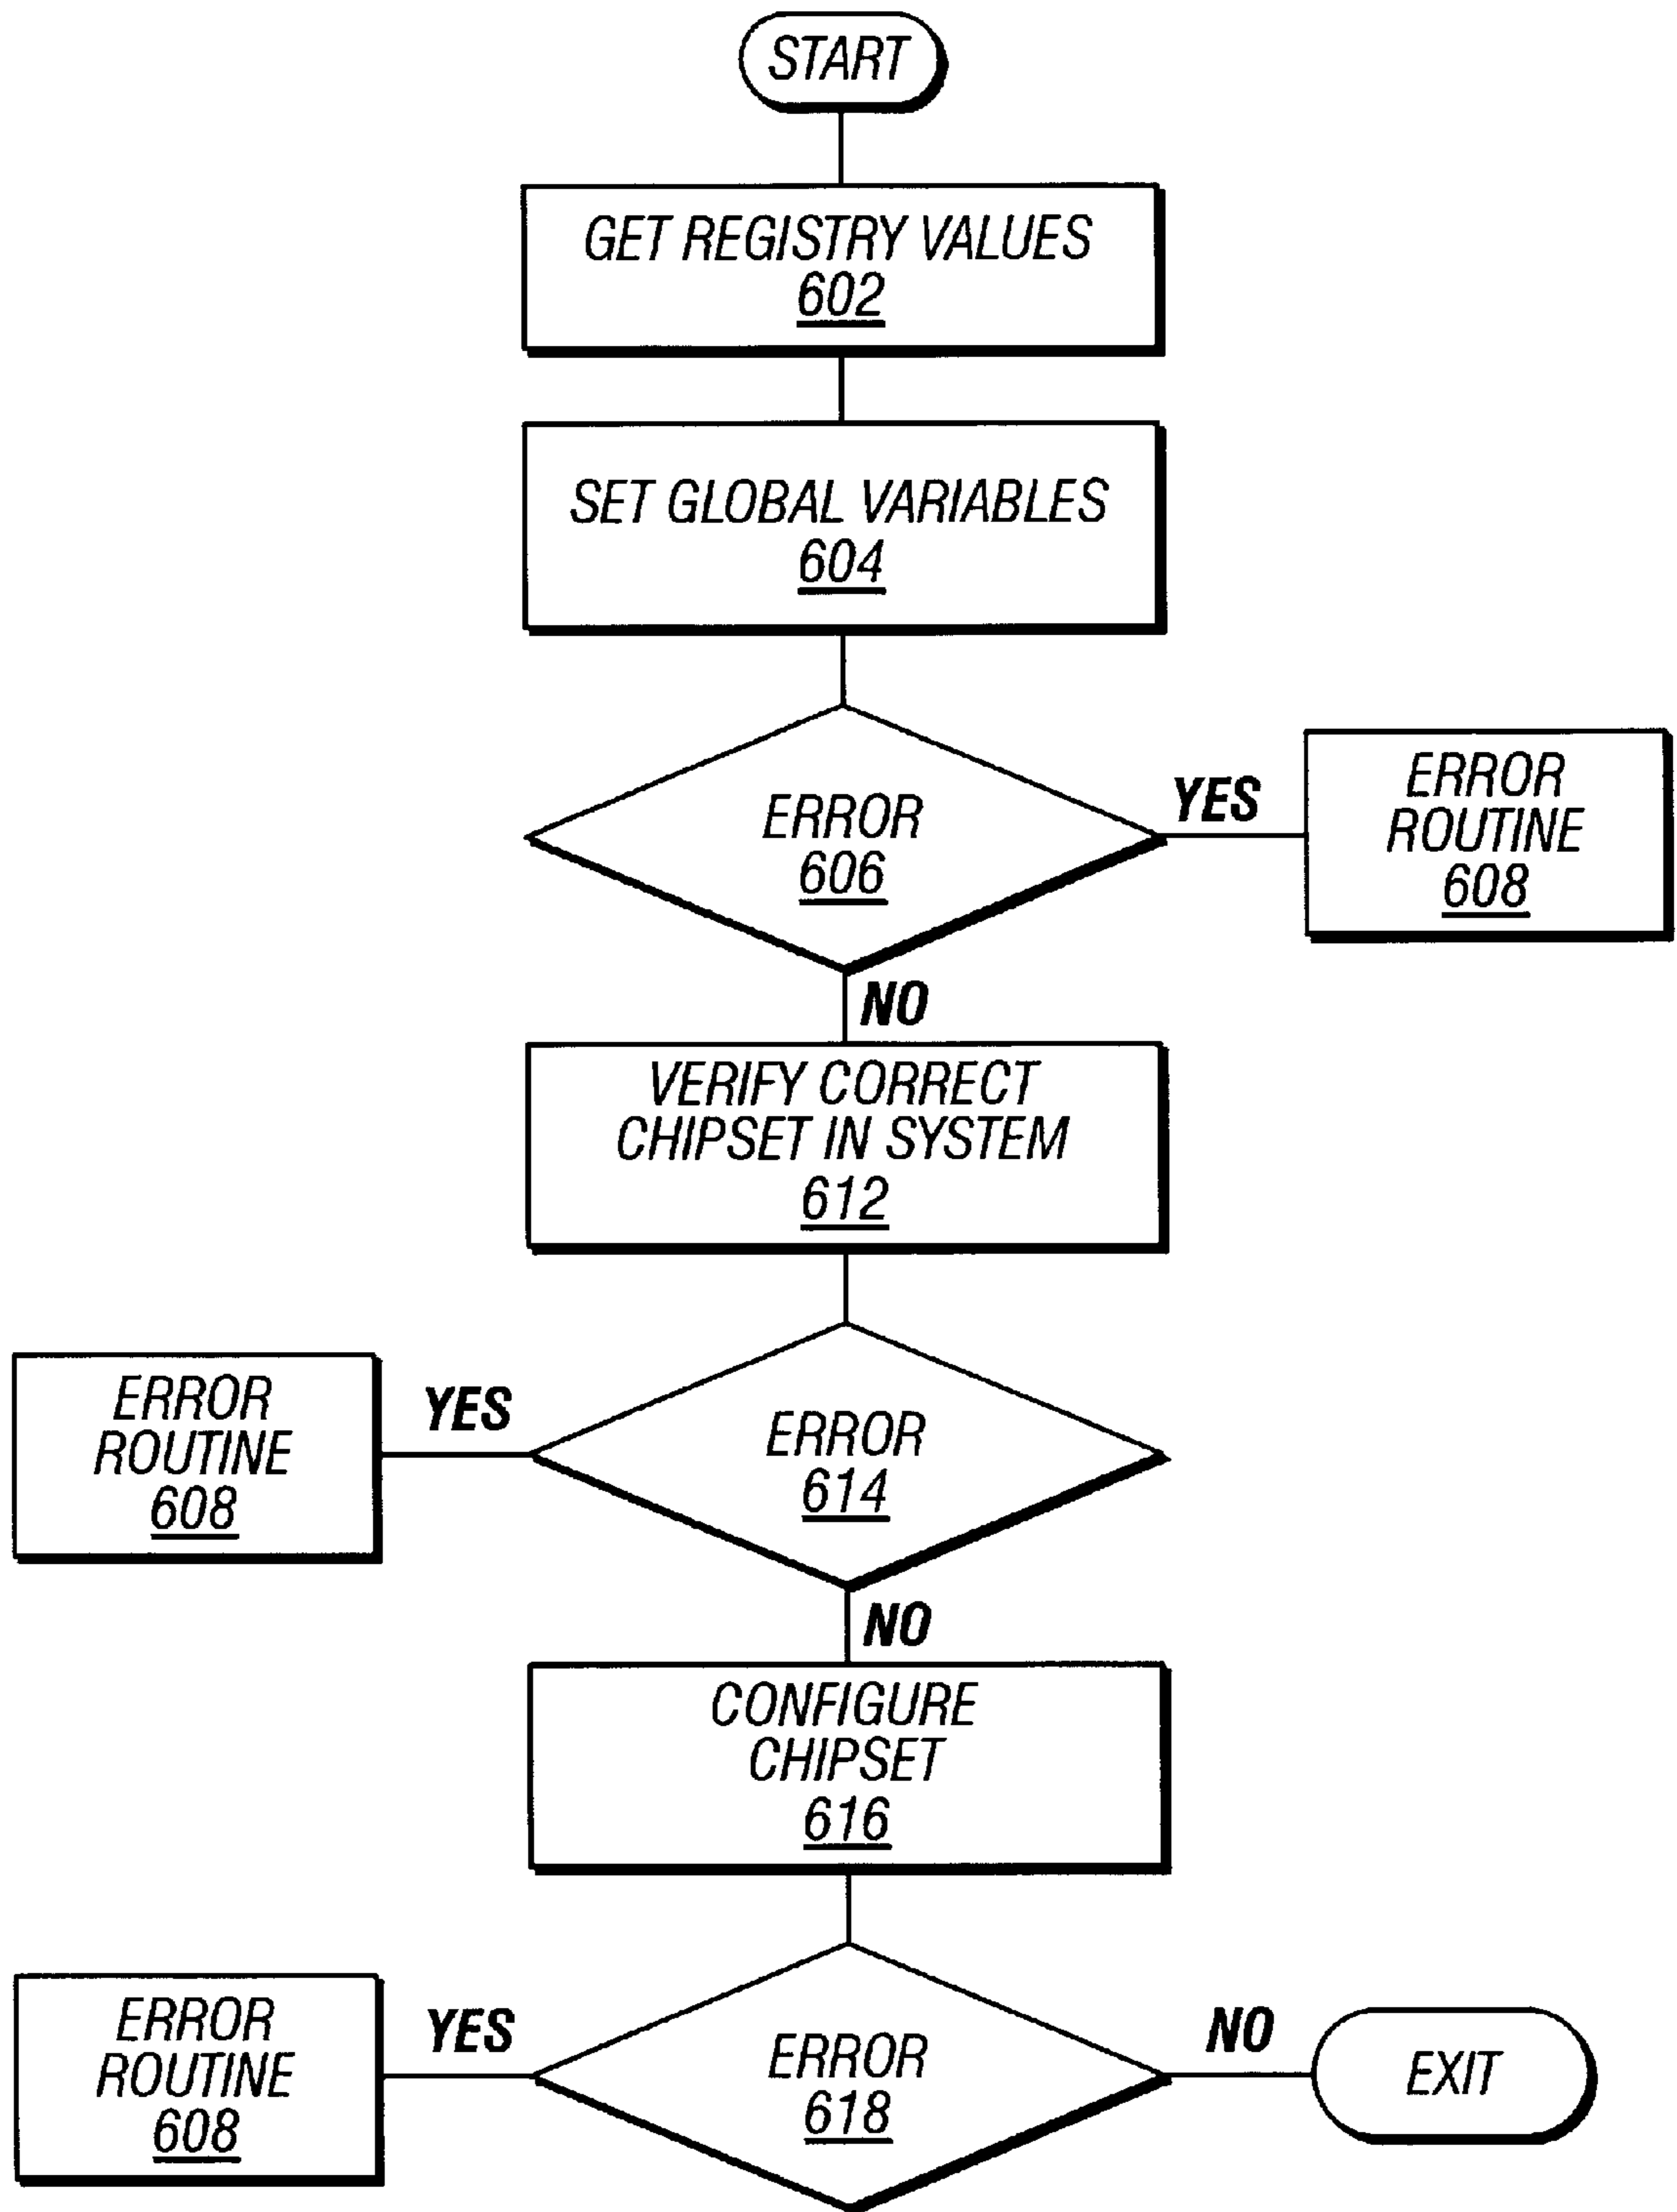 START
GET REGISTRY VALUES
602
SET GLOBAL VARIABLES
604
ERROR
606
YES
ERROR
ROUTINE
608
NO
VERIFY CORRECT
CHIPSET IN SYSTEM
612
ERROR
ROUTINE
608
YES
ERROR
614
NO
CONFIGURE
CHIPSET
616
ERROR
ROUTINE
608
YES
ERROR
618
NO
EXIT